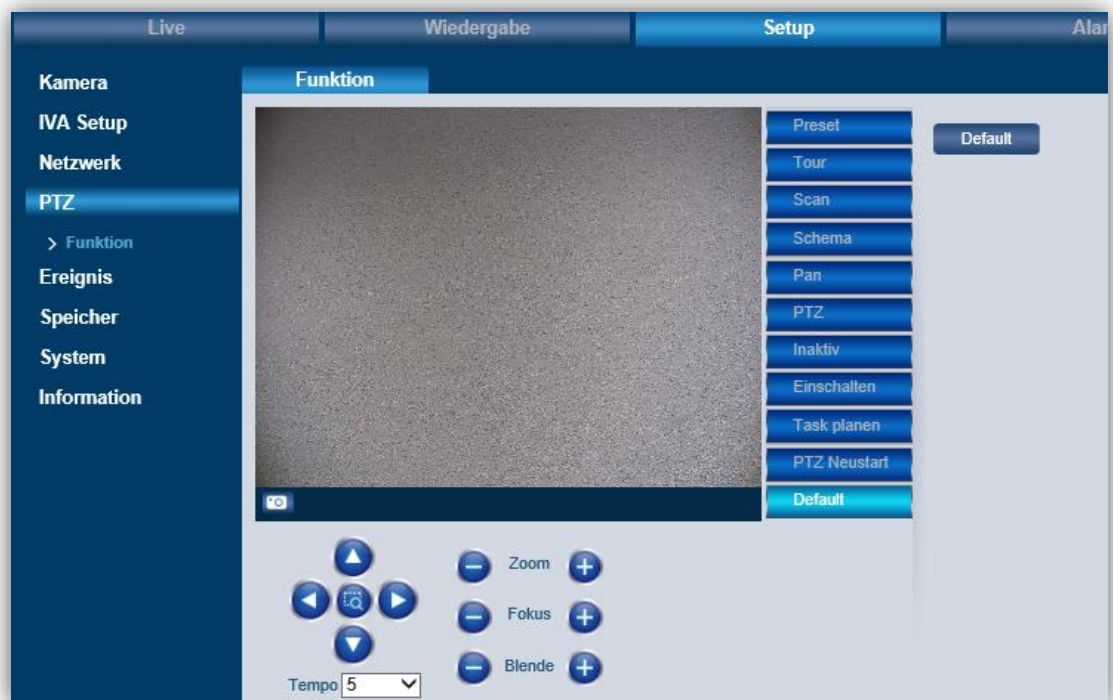 Live Wiedergabe Setup Alar
Kamera
IVA Setup
Netzwerk
PTZ
> Funktion
Ereignis
Speicher
System
Information
Funktion
Preset
Tour
Scan
Schema
Pan
PTZ
Inaktiv
Einschalten
Task planen
PTZ Neustart
Default
Default
Zoom
Fokus
Blende
Tempo 5